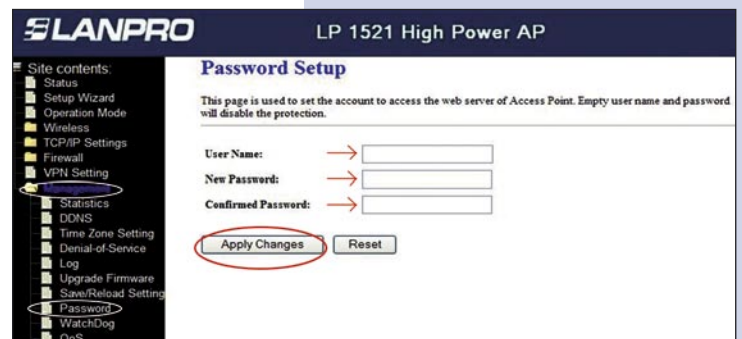 LANPRO
LP 1521 High Power AP
Site contents:
Status
Setup Wizard
Operation Mode
Wireless
TCP/IP Settings
Firewall
VPN Setting
Management
Statistics
DDNS
Time Zone Setting
Denial-of-Service
Log
Upgrade Firmware
Save/Reload Setting
Password
WatchDog
QoS
Password Setup
This page is used to set the account to access the web server of Access Point. Empty user name and password
will disable the protection.
User Name:
New Password:
Confirmed Password:
Apply Changes
Reset